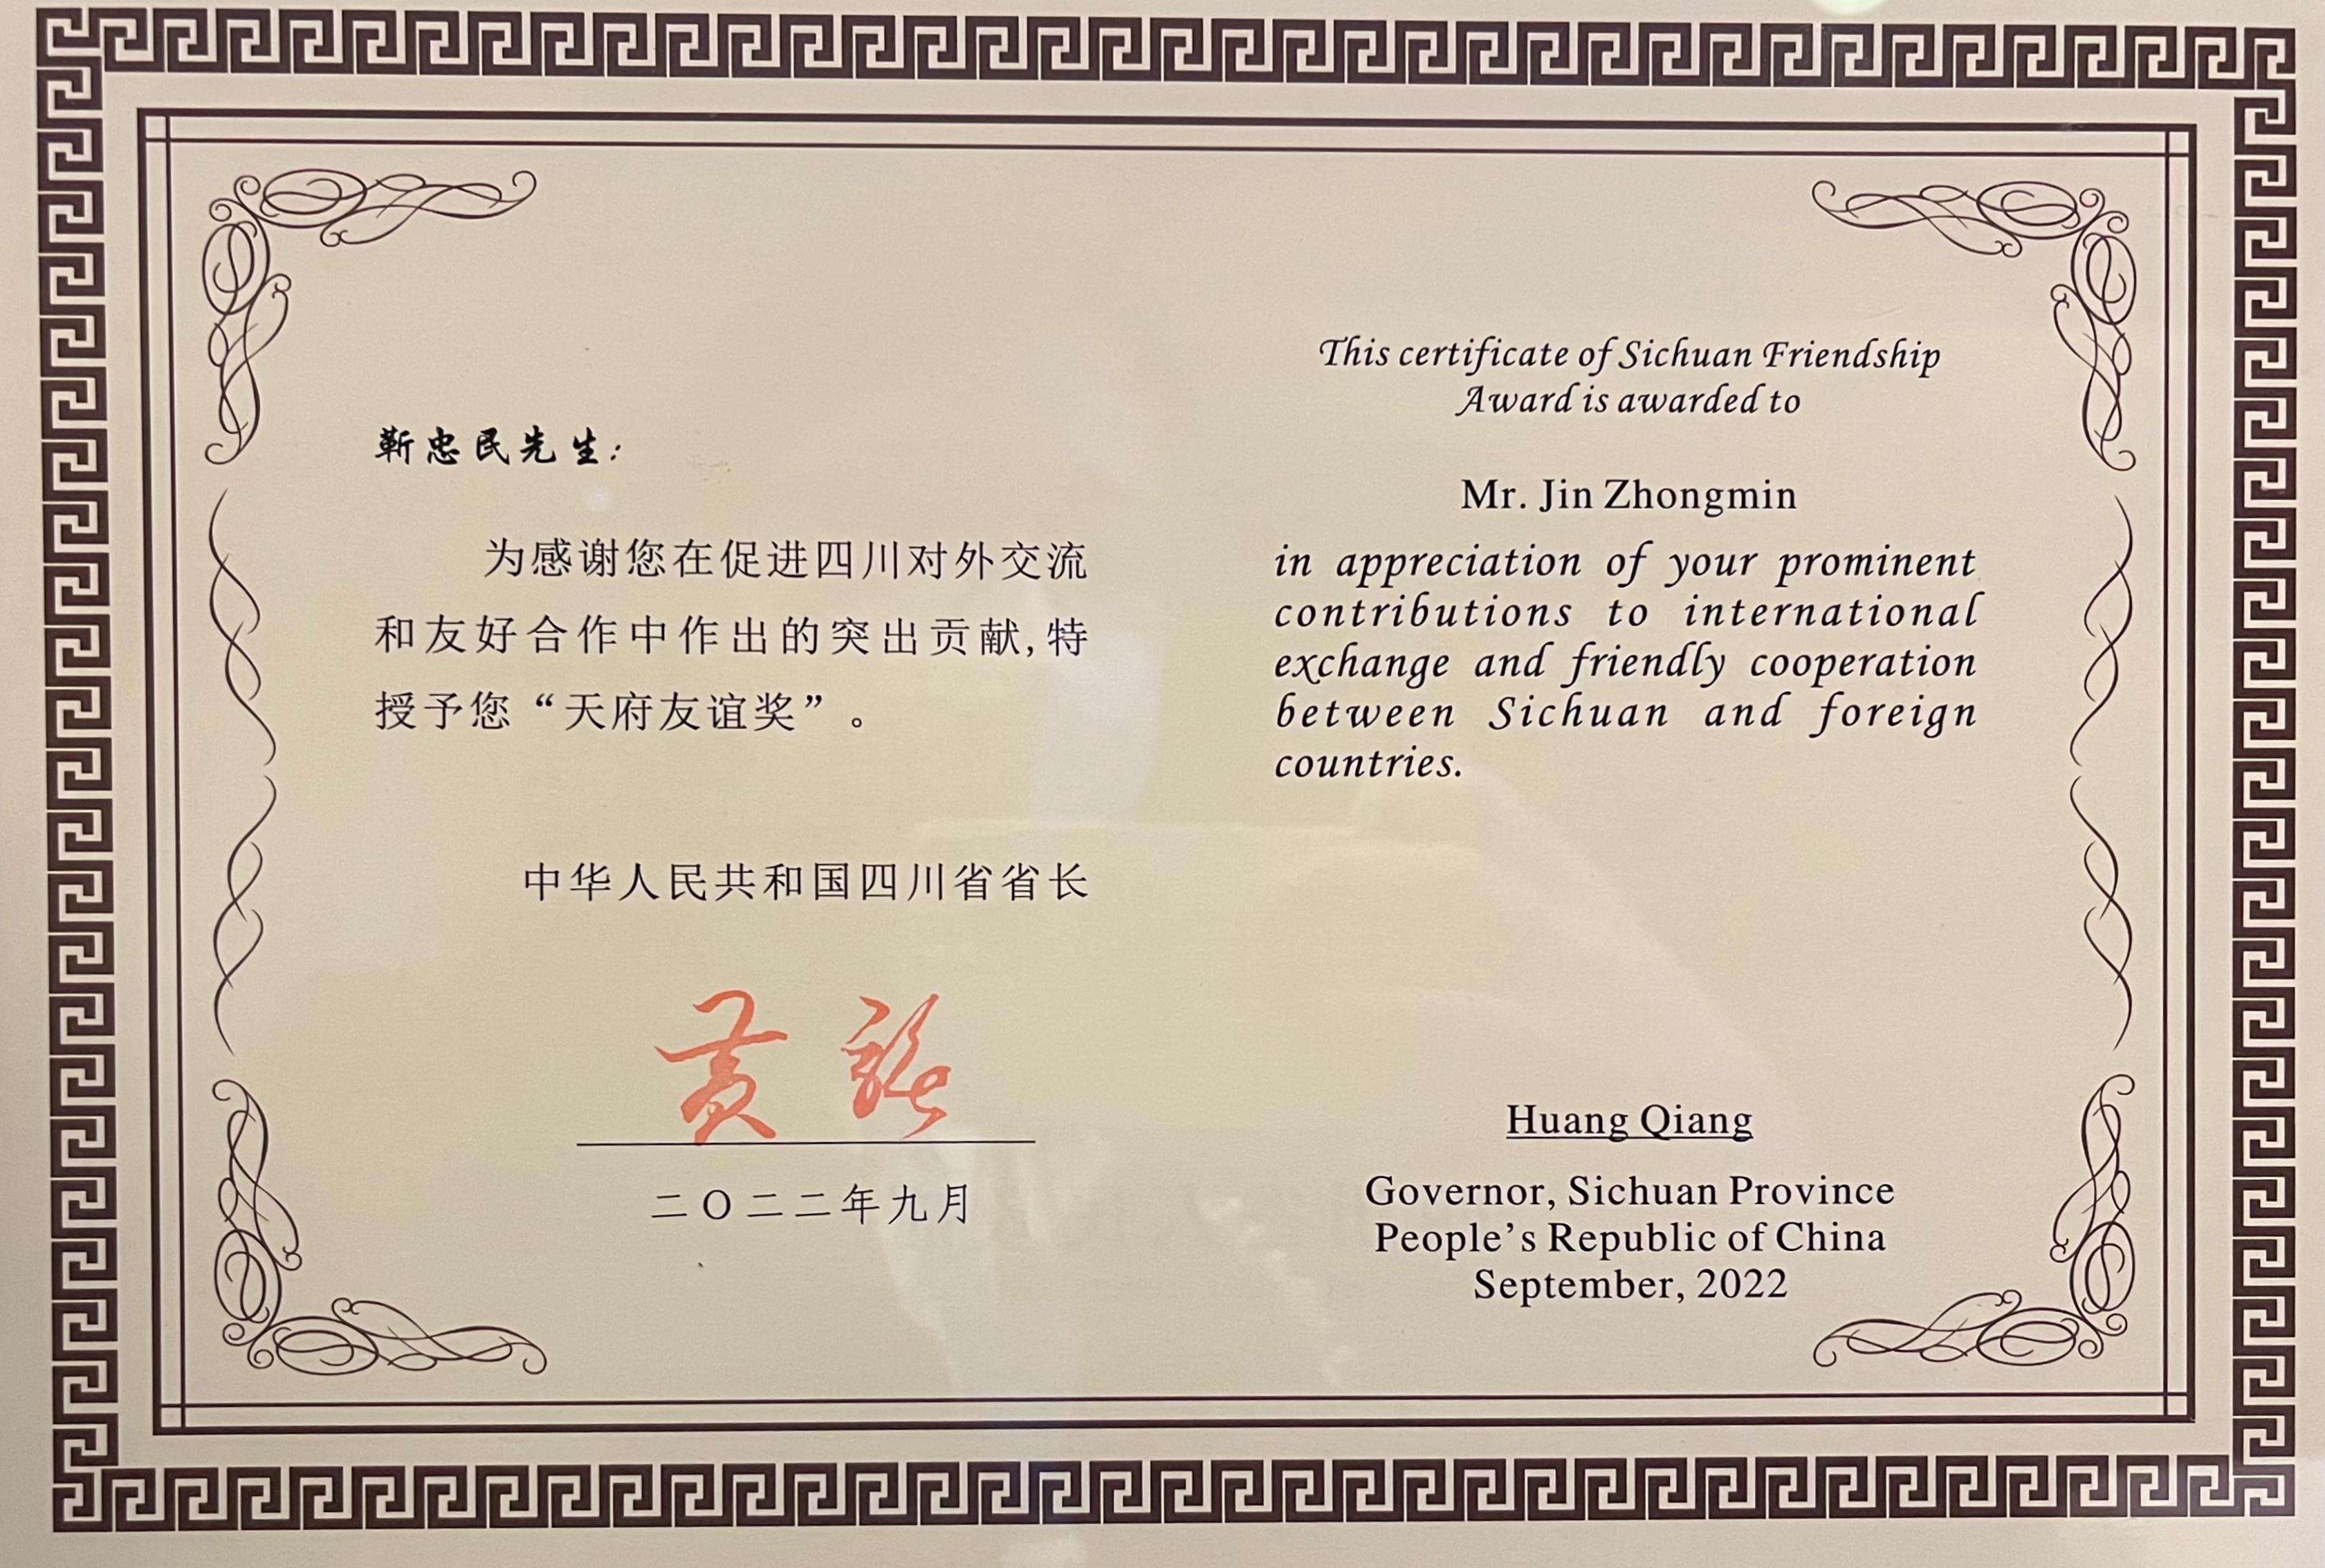 靳忠民先生:
为感谢您在促进四川对外交流
和友好合作中作出的突出贡献,特
授予您“天府友谊奖”。
中华人民共和国四川省省长
黄强
二〇二二年九月
This certificate of Sichuan Friendship
Award is awarded to
Mr. Jin Zhongmin
in appreciation of your prominent
contributions to international
exchange and friendly cooperation
between Sichuan and foreign
countries.
Huang Qiang
Governor, Sichuan Province
People’s Republic of China
September, 2022